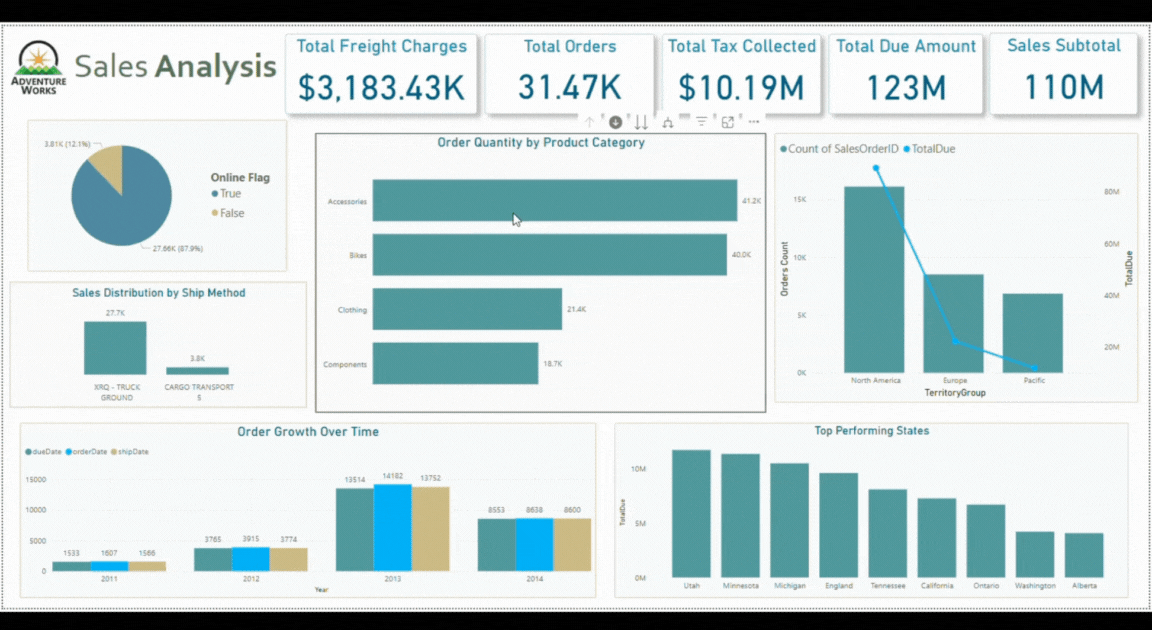 ADVENTURE
WORKS
Sales Analysis
Total Freight Charges
$3,183.43K
Total Orders
31.47K
Total Tax Collected
$10.19M
Total Due Amount
123M
Sales Subtotal
110M
3.81K (12.1%)
27.66K (87.9%)
Online Flag
True
False
Sales Distribution by Ship Method
27.7K
3.8K
XRQ - TRUCK
GROUND
CARGO TRANSPORT
5
Order Quantity by Product Category
Accessories
41.2K
Bikes
40.0K
Clothing
21.4K
Components
18.7K
Count of SalesOrderID
TotalDue
15K
10K
5K
0K
Orders Count
80M
60M
40M
20M
TotalDue
North America
Europe
Pacific
TerritoryGroup
Order Growth Over Time
dueDate
orderDate
shipDate
15000
10000
5000
0
1533
1607
1566
3765
3915
3774
13514
14182
13752
8553
8638
8600
2011
2012
2013
2014
Year
Top Performing States
10M
5M
0M
TotalDue
Utah
Minnesota
Michigan
England
Tennessee
California
Ontario
Washington
Alberta